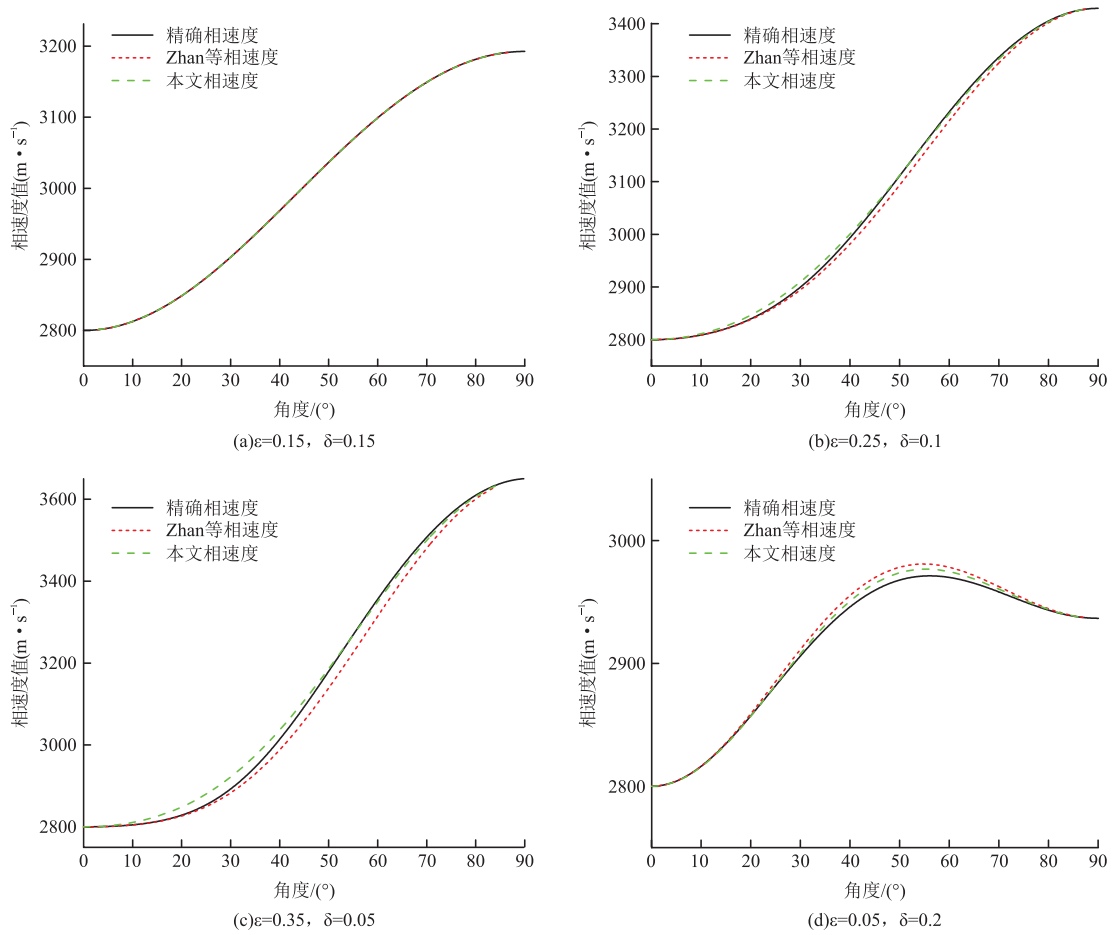 精确相速度
Zhan等相速度
本文相速度
3200
3100
3000
2900
2800
相速度值(m·s⁻¹)
0 10 20 30 40 50 60 70 80 90
角度/(°)
(a)ε=0.15，δ=0.15
精确相速度
Zhan等相速度
本文相速度
3400
3300
3200
3100
3000
2900
2800
相速度值(m·s⁻¹)
0 10 20 30 40 50 60 70 80 90
角度/(°)
(b)ε=0.25，δ=0.1
精确相速度
Zhan等相速度
本文相速度
3600
3400
3200
3000
2800
相速度值(m·s⁻¹)
0 10 20 30 40 50 60 70 80 90
角度/(°)
(c)ε=0.35，δ=0.05
精确相速度
Zhan等相速度
本文相速度
3000
2900
2800
相速度值(m·s⁻¹)
0 10 20 30 40 50 60 70 80 90
角度/(°)
(d)ε=0.05，δ=0.2